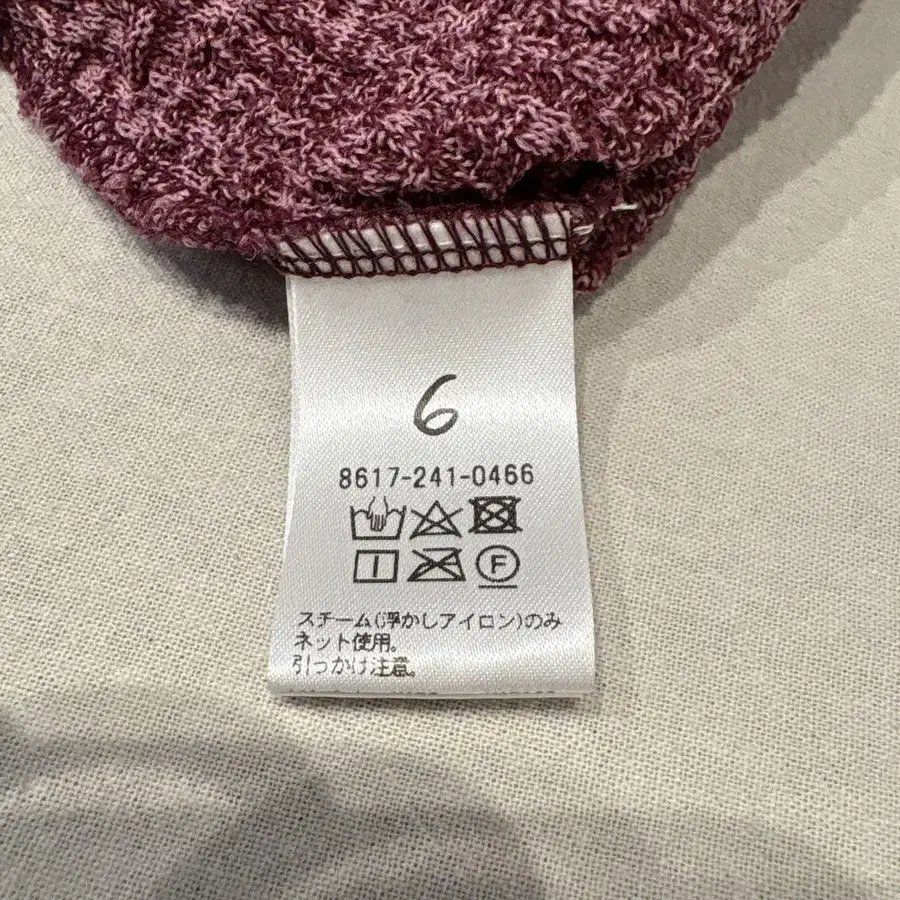 6
8617-241-0466
F
スチーム(浮かしアイロン)のみ
ネット使用。
引っかけ注意。